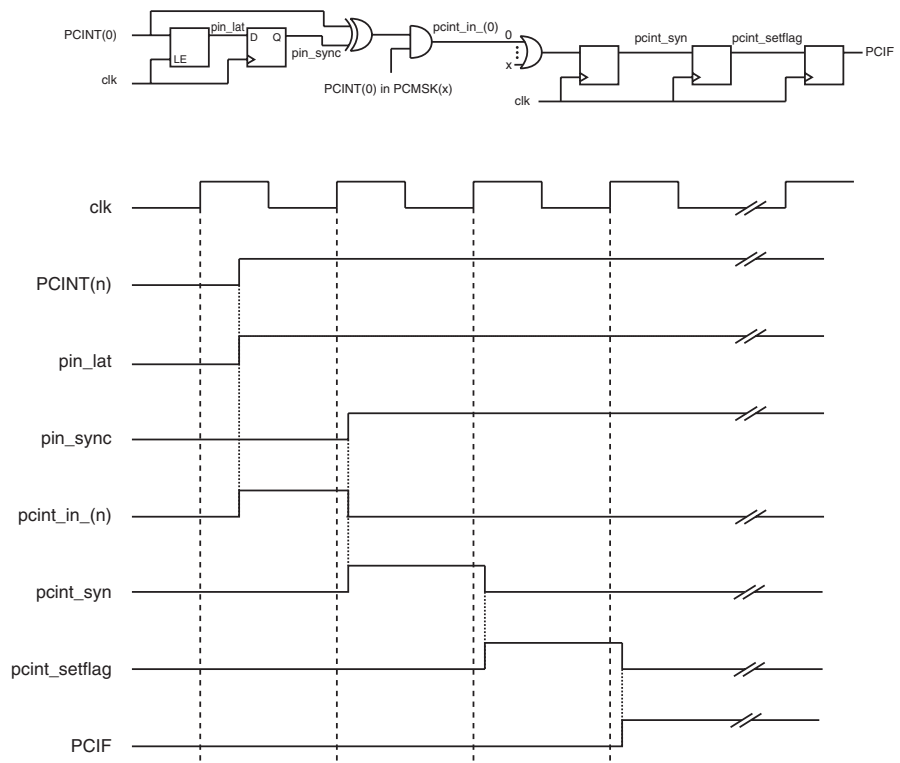 PCINT(0)
pin_lat
D
Q
LE
pin_sync
clk
pcint_in_(0)
0
x
PCINT(0) in PCMSK(x)
pcint_syn
pcint_setflag
PCIF
clk
clk
PCINT(n)
pin_lat
pin_sync
pcint_in_(n)
pcint_syn
pcint_setflag
PCIF